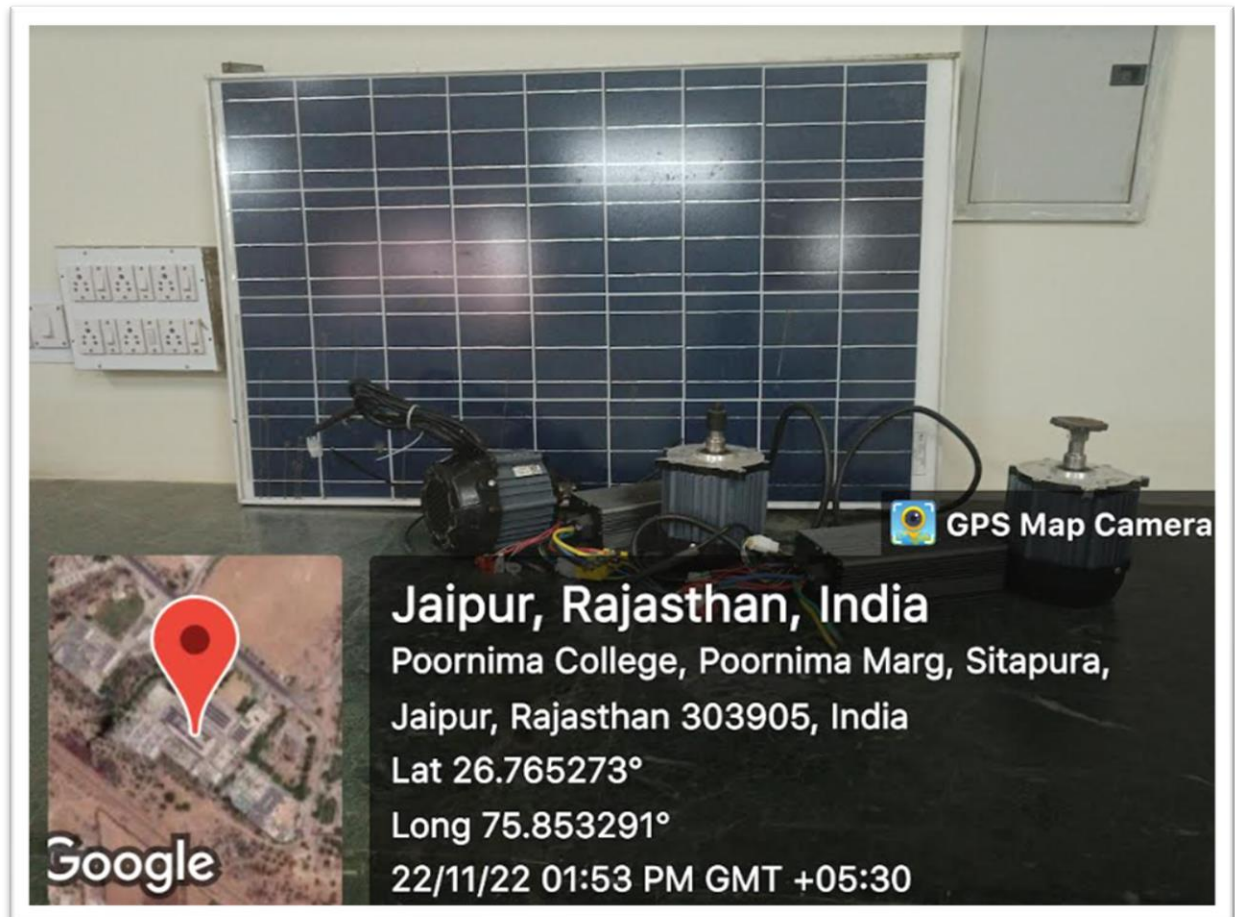 GPS Map Camera
Jaipur, Rajasthan, India
Poornima College, Poornima Marg, Sitapura,
Jaipur, Rajasthan 303905, India
Lat 26.765273°
Long 75.853291°
22/11/22 01:53 PM GMT +05:30
Google